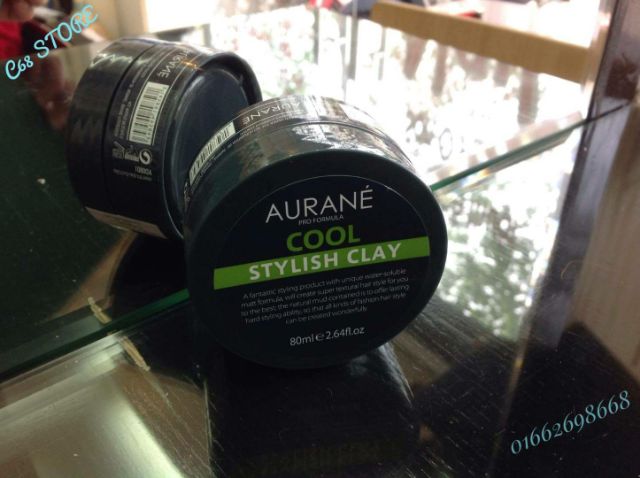 C68 STORE
AURANÉ
AURANÉ
PRO FORMULA
COOL
STYLISH CLAY
A fantastic styling product with unique water-soluble
matt formula, will create super textural hair style for you
to the best; the natural mud contained is to offer lasting
hard styling ability, so that all kinds of fashion hair style
can be created wonderfully.
80ml e 2.64fl.oz
01662698668